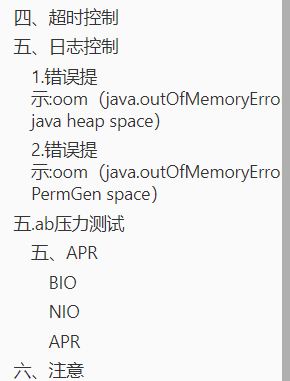 四、超时控制
五、日志控制
1.错误提
示:oom（java.outOfMemoryErro
java heap space）
2.错误提
示:oom（java.outOfMemoryErro
PermGen space）
五.ab压力测试
五、APR
BIO
NIO
APR
六、注意